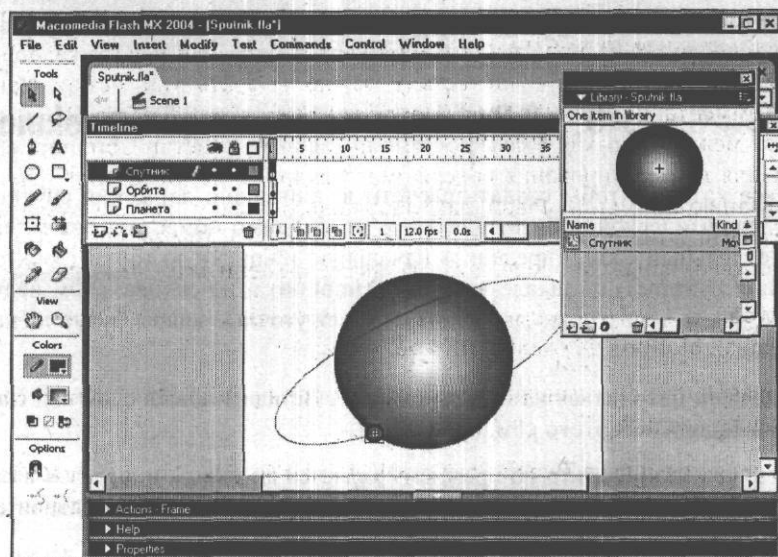 Macromedia Flash MX 2004 - [Sputnik.fla*]
File Edit View Insert Modify Text Commands Control Window Help
Tools
View
Colors
Options
Sputnik.fla*
Scene 1
Timeline
5 10 15 20 25 30 35
Спутник
Орбита
Планета
1 12.0 fps 0.0s
Library - Sputnik.fla
One item in library
Name Kind
Спутник Mov
Actions - Frame
Help
Properties